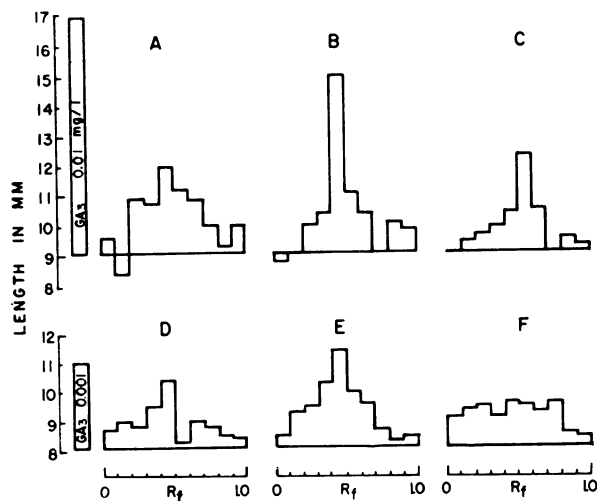 17
16
15
14
13
12
11
10
9
8
LENGTH IN MM
GA3 0.01 mg/l
A
B
C
12
11
10
9
8
GA3 0.001
D
E
F
0 Rf 1.0
0 Rf 1.0
0 Rf 1.0